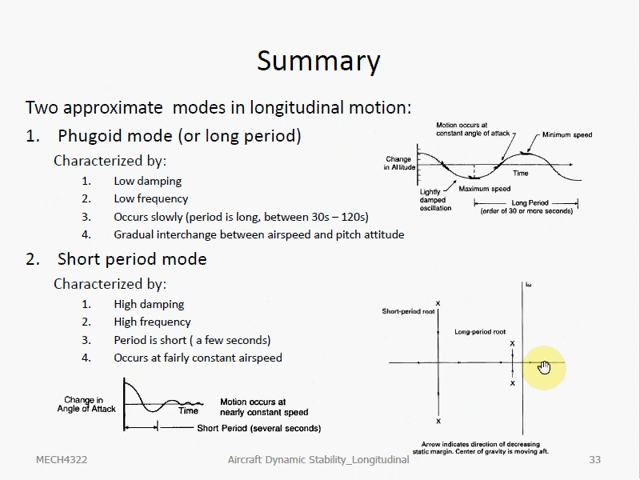 Summary
Two approximate modes in longitudinal motion:
1. Phugoid mode (or long period)
Characterized by:
1. Low damping
2. Low frequency
3. Occurs slowly (period is long, between 30s – 120s)
4. Gradual interchange between airspeed and pitch attitude
Motion occurs at
constant angle of attack
Minimum speed
Change
in Altitude
Time
Lightly
damped
oscillation
Maximum speed
Long Period
(order of 30 or more seconds)
2. Short period mode
Characterized by:
1. High damping
2. High frequency
3. Period is short ( a few seconds)
4. Occurs at fairly constant airspeed
Change in
Angle of Attack
Time
Motion occurs at
nearly constant speed
Short Period (several seconds)
X
Short-period root
Long-period root
X
X
X
Arrow indicates direction of decreasing
static margin. Center of gravity is moving aft.
MECH4322
Aircraft Dynamic Stability_Longitudinal
33